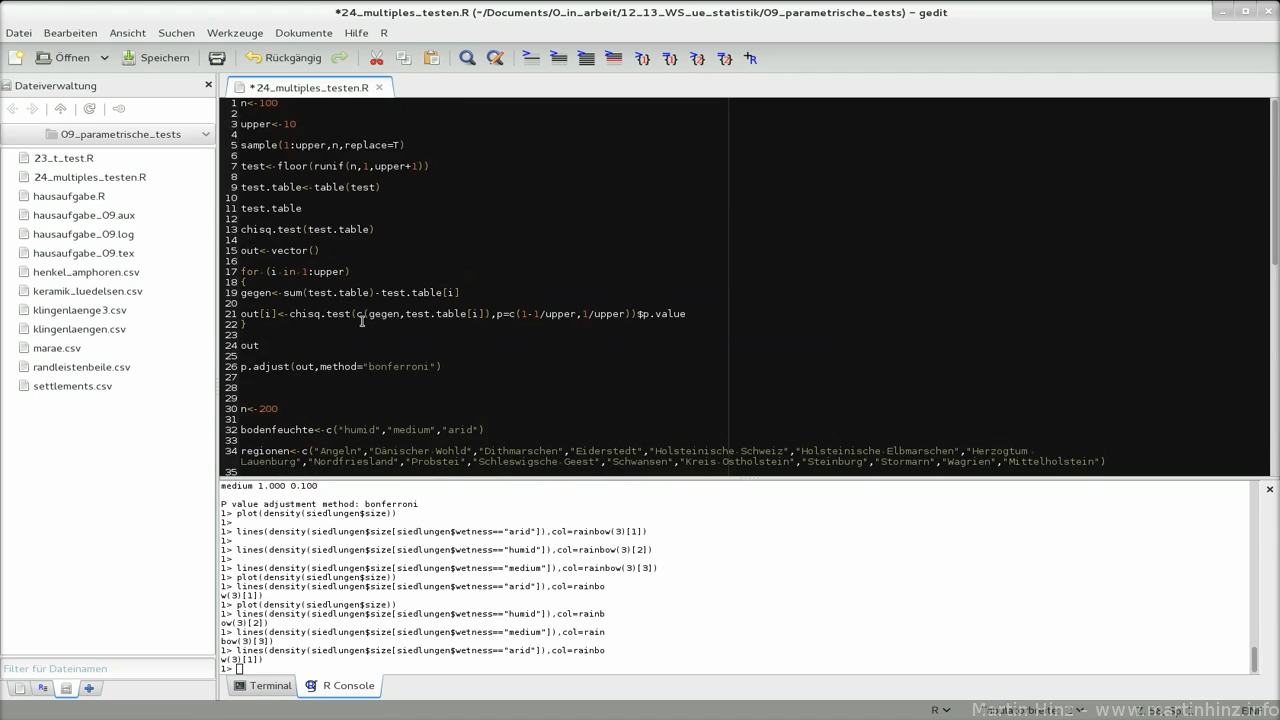 *24_multiples_testen.R (~/Documents/0_in_arbeit/12_13_WS_ue_statistik/09_parametrische_tests) – gedit
Datei Bearbeiten Ansicht Suchen Werkzeuge Dokumente Hilfe R
Öffnen Speichern Rückgängig
Dateiverwaltung
*24_multiples_testen.R
09_parametrische_tests
23_t_test.R
24_multiples_testen.R
hausaufgabe.R
hausaufgabe_09.aux
hausaufgabe_09.log
hausaufgabe_09.tex
henkel_amphoren.csv
keramik_luedelsen.csv
klingenlaenge3.csv
klingenlaengen.csv
marae.csv
randleistenbeile.csv
settlements.csv
Filter für Dateinamen
1 n<-100
2
3 upper<-10
4
5 sample(1:upper,n,replace=T)
6
7 test<-floor(runif(n,1,upper+1))
8
9 test.table<-table(test)
10
11 test.table
12
13 chisq.test(test.table)
14
15 out<-vector()
16
17 for (i in 1:upper)
18 {
19 gegen<-sum(test.table)-test.table[i]
20
21 out[i]<-chisq.test(c(gegen,test.table[i]),p=c(1-1/upper,1/upper))$p.value
22 }
23
24 out
25
26 p.adjust(out,method="bonferroni")
27
28
29
30 n<-200
31
32 bodenfeuchte<-c("humid","medium","arid")
33
34 regionen<-c("Angeln","Dänischer Wohld","Dithmarschen","Eiderstedt","Holsteinische Schweiz","Holsteinische Elbmarschen","Herzogtum
Lauenburg","Nordfriesland","Probstei","Schleswigsche Geest","Schwansen","Kreis Ostholstein","Steinburg","Stormarn","Wagrien","Mittelholstein")
35
medium 1.000 0.100
P value adjustment method: bonferroni
1> plot(density(siedlungen$size))
1>
1> lines(density(siedlungen$size[siedlungen$wetness=="arid"]),col=rainbow(3)[1])
1>
1> lines(density(siedlungen$size[siedlungen$wetness=="humid"]),col=rainbow(3)[2])
1>
1> lines(density(siedlungen$size[siedlungen$wetness=="medium"]),col=rainbow(3)[3])
1> plot(density(siedlungen$size))
1> lines(density(siedlungen$size[siedlungen$wetness=="arid"]),col=rainbo
w(3)[1])
1> plot(density(siedlungen$size))
1> lines(density(siedlungen$size[siedlungen$wetness=="humid"]),col=rainb
ow(3)[2])
1> lines(density(siedlungen$size[siedlungen$wetness=="medium"]),col=rain
bow(3)[3])
1> lines(density(siedlungen$size[siedlungen$wetness=="arid"]),col=rainbo
w(3)[1])
1>
Terminal R Console
R
Martin Hinz - www.martinhinz.info